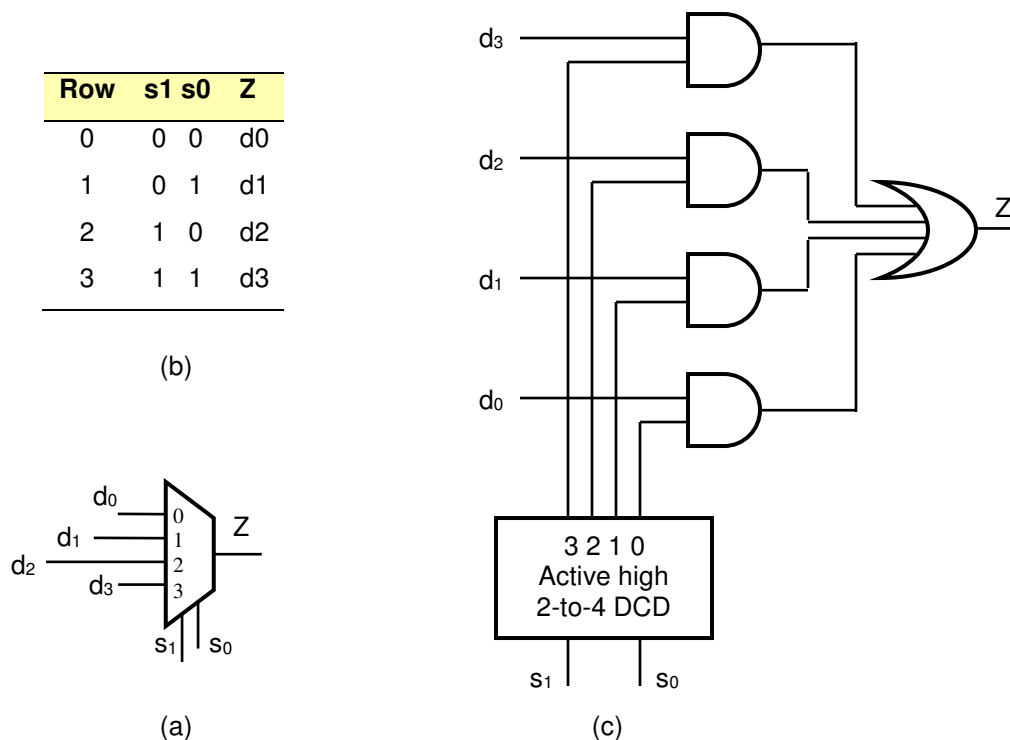 Row s1 s0 Z
0 0 0 d0
1 0 1 d1
2 1 0 d2
3 1 1 d3
(b)
d0
d1
d2
d3
0
1
2
3
Z
s1
s0
(a)
d3
d2
d1
d0
Z
3 2 1 0
Active high
2-to-4 DCD
s1 s0
(c)